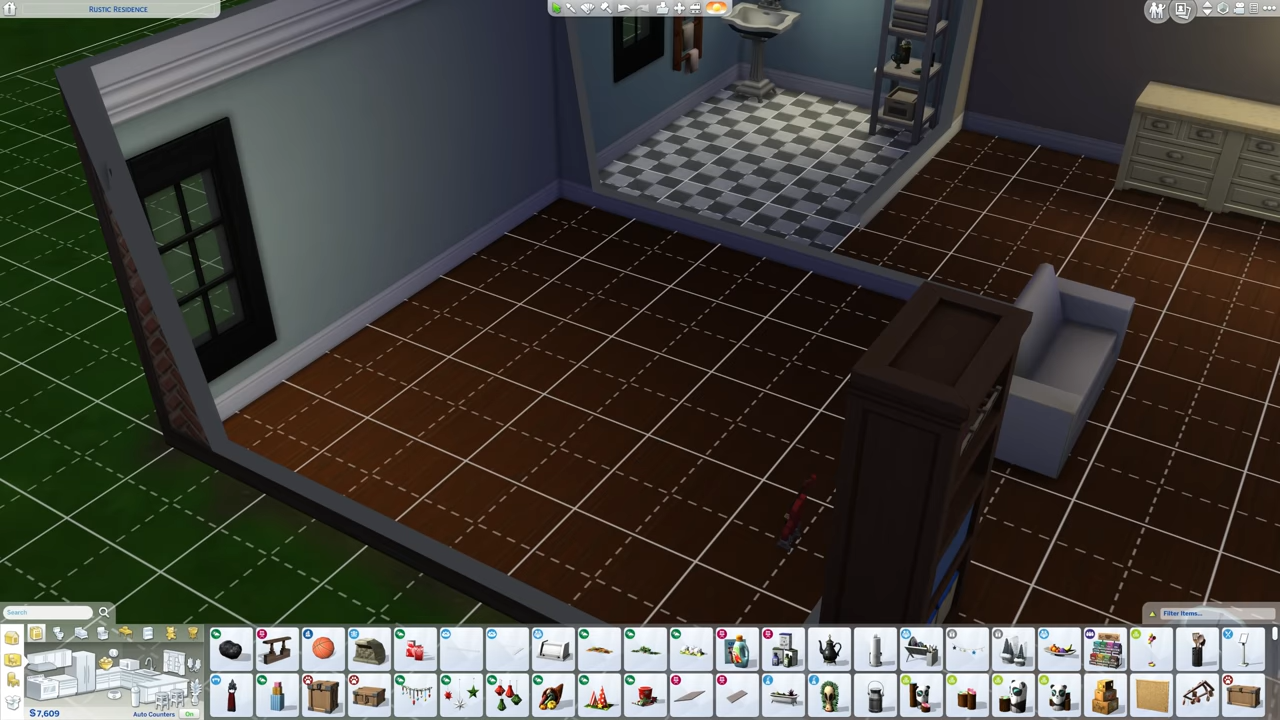 Rustic Residence
Search
Filter Items...
§7,609
Auto Counters On